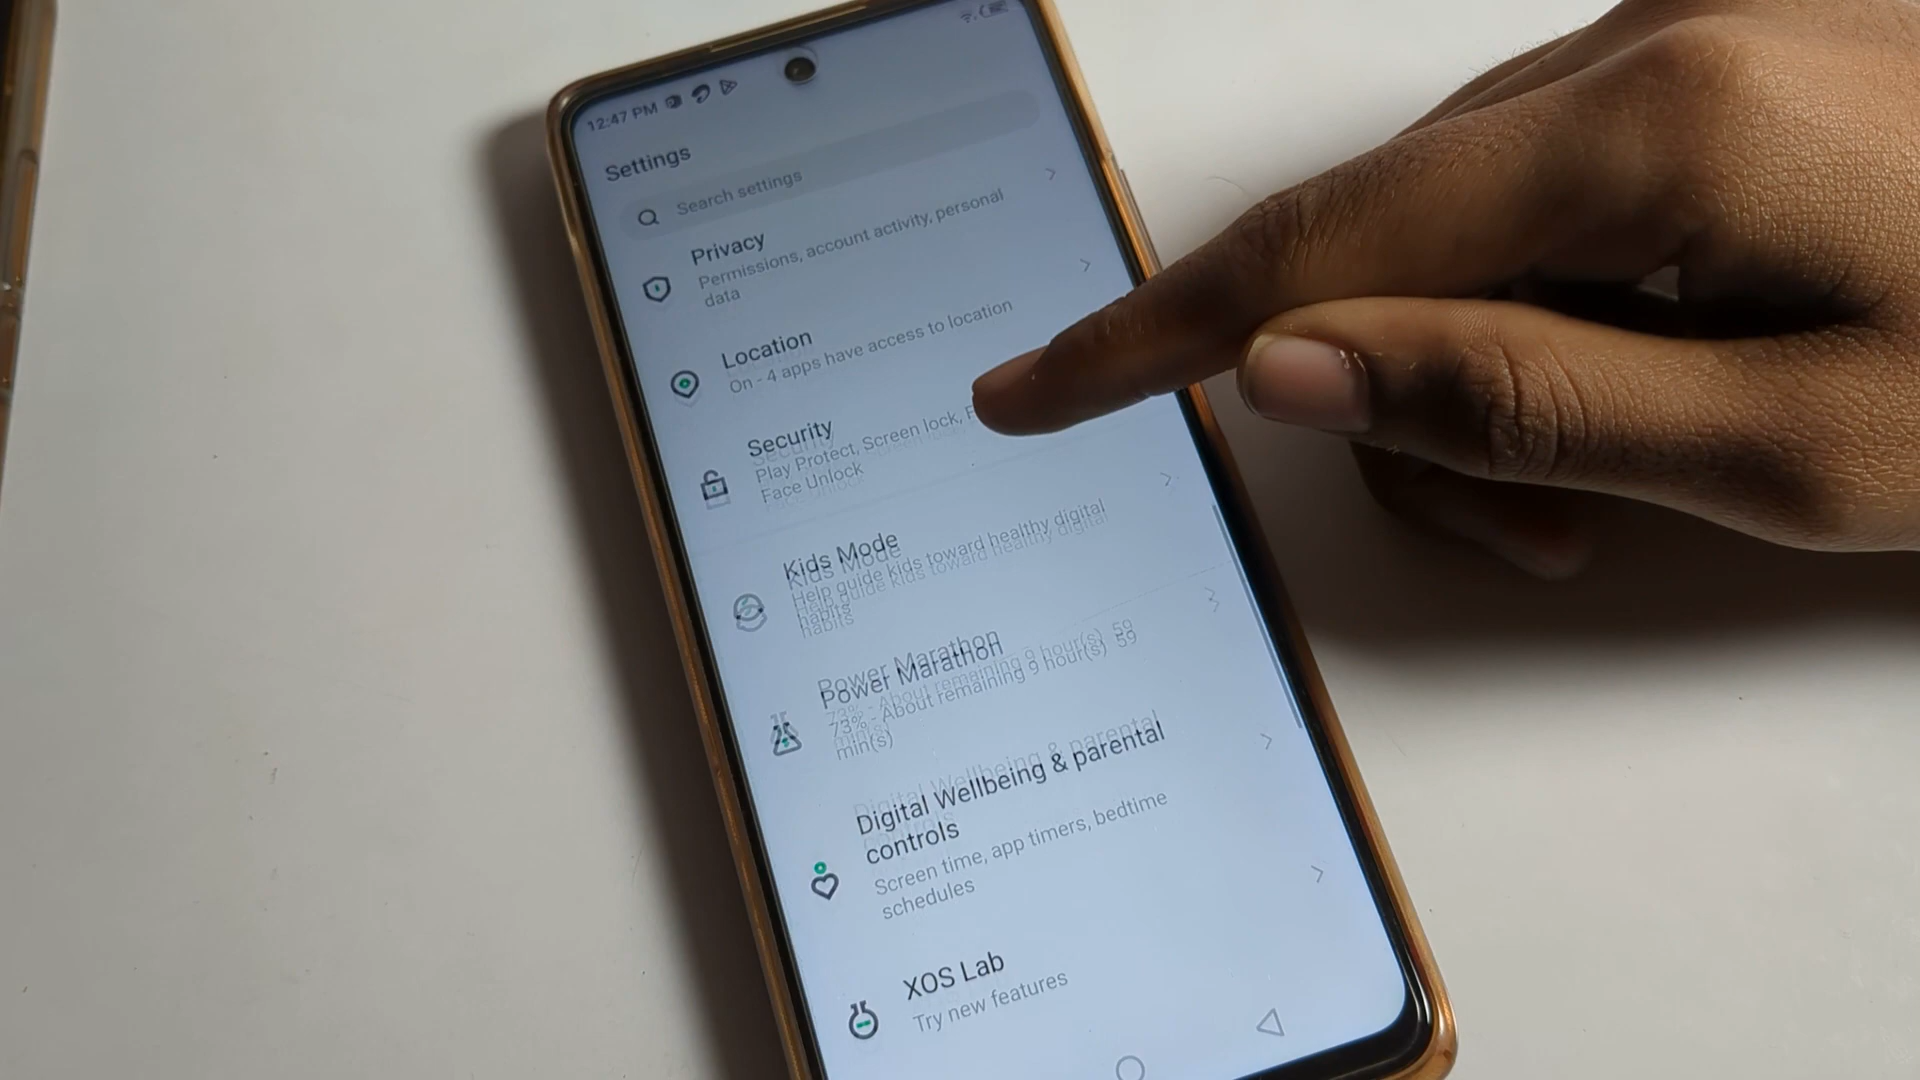 12:47 PM
Settings
Search settings
Privacy
Permissions, account activity, personal
data
Location
On - 4 apps have access to location
Security
Play Protect, Screen lock, F
Face Unlock
Kids Mode
Help guide kids toward healthy digital
habits
Power Marathon
73% - About remaining 9 hour(s) 59
min(s)
Digital Wellbeing & parental
controls
Screen time, app timers, bedtime
schedules
XOS Lab
Try new features